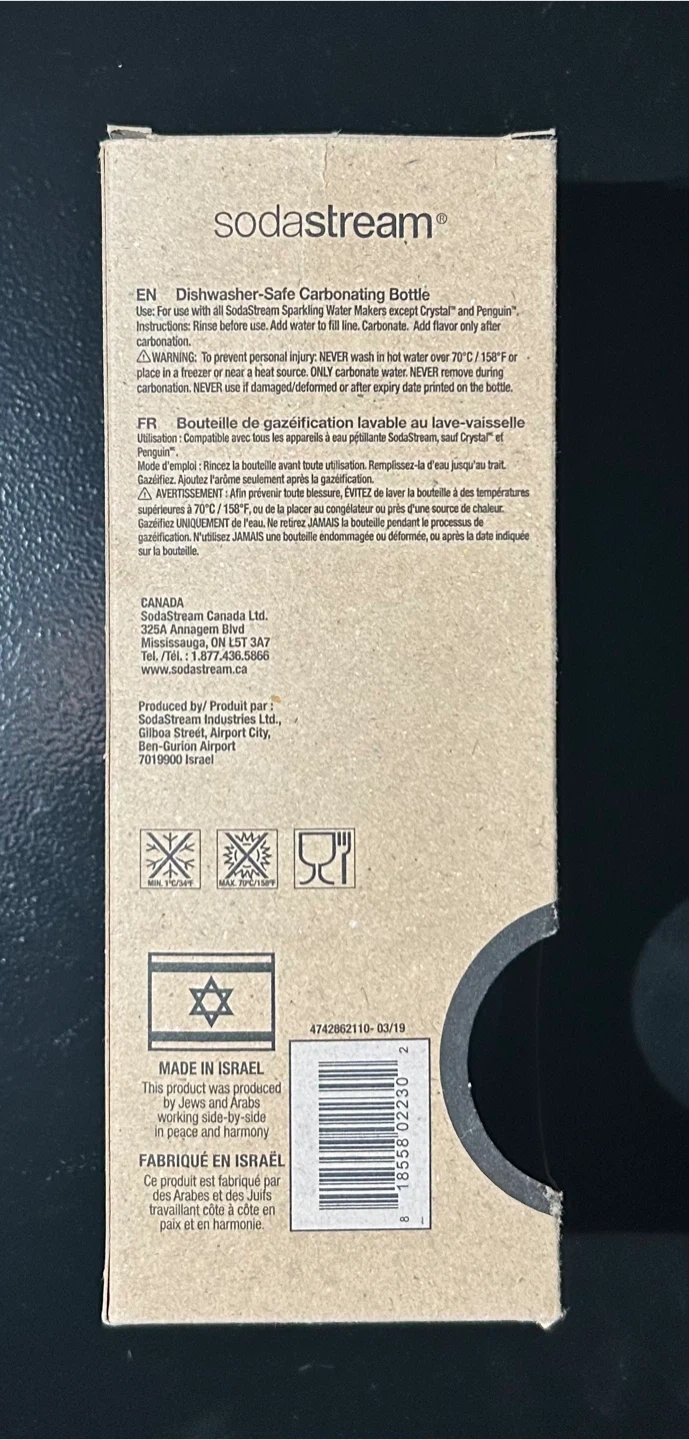 sodastream®
EN Dishwasher-Safe Carbonating Bottle
Use: For use with all SodaStream Sparkling Water Makers except Crystal™ and Penguin™.
Instructions: Rinse before use. Add water to fill line. Carbonate. Add flavor only after
carbonation.
⚠WARNING: To prevent personal injury: NEVER wash in hot water over 70°C / 158°F or
place in a freezer or near a heat source. ONLY carbonate water. NEVER remove during
carbonation. NEVER use if damaged/deformed or after expiry date printed on the bottle.
FR Bouteille de gazéification lavable au lave-vaisselle
Utilisation : Compatible avec tous les appareils à eau pétillante SodaStream, sauf Crystal™ et
Penguin™.
Mode d'emploi : Rincez la bouteille avant toute utilisation. Remplissez-la d'eau jusqu'au trait.
Gazéifiez. Ajoutez l'arôme seulement après la gazéification.
⚠ AVERTISSEMENT : Afin prévenir toute blessure, ÉVITEZ de laver la bouteille à des températures
supérieures à 70°C / 158°F, ou de la placer au congélateur ou près d'une source de chaleur.
Gazéifiez UNIQUEMENT de l'eau. Ne retirez JAMAIS la bouteille pendant le processus de
gazéification. N'utilisez JAMAIS une bouteille endommagée ou déformée, ou après la date indiquée
sur la bouteille.
CANADA
SodaStream Canada Ltd.
325A Annagem Blvd
Mississauga, ON L5T 3A7
Tel. /Tél. : 1.877.436.5866
www.sodastream.ca
Produced by/ Produit par :
SodaStream Industries Ltd.,
Gilboa Street, Airport City,
Ben-Gurion Airport
7019900 Israel
MIN. 1°C/34°F
MAX. 70°C/158°F
4742862110- 03/19
MADE IN ISRAEL
This product was produced
by Jews and Arabs
working side-by-side
in peace and harmony
FABRIQUÉ EN ISRAËL
Ce produit est fabriqué par
des Arabes et des Juifs
travaillant côte à côte en
paix et en harmonie.
8 18558 02230 2